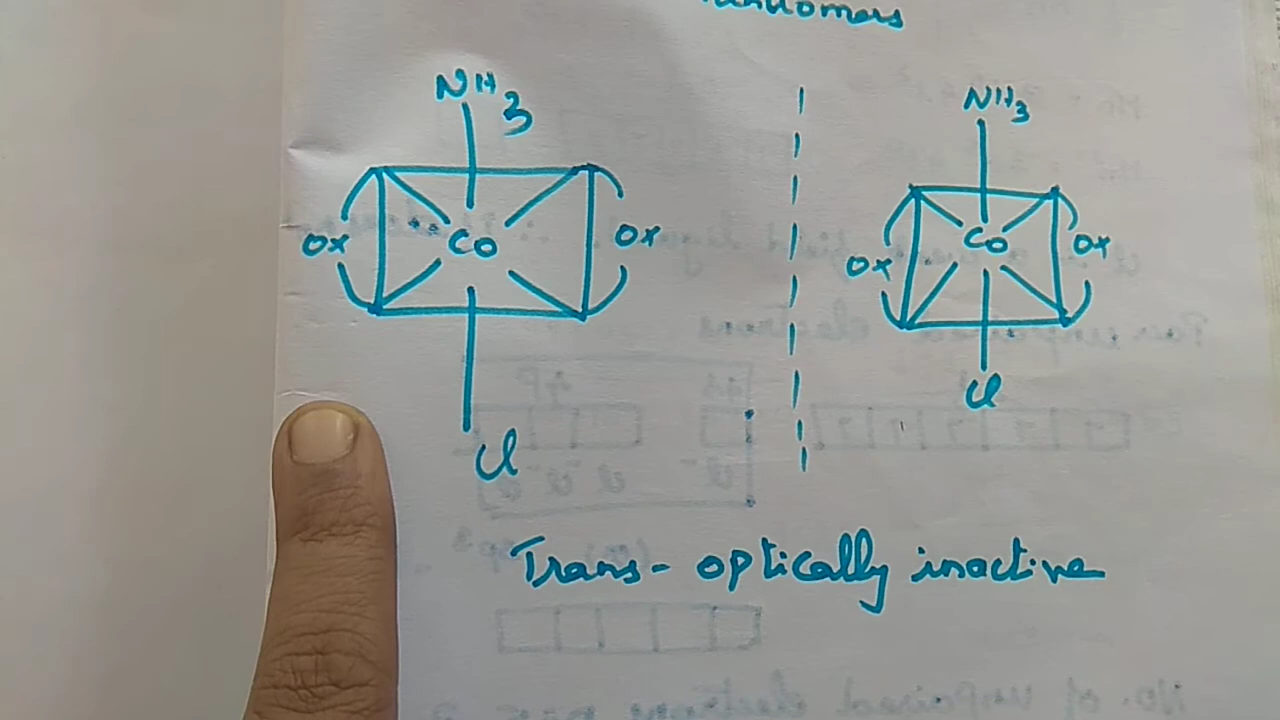 NH3 NH3
Ox Co Ox Ox Co Ox
Cl Cl
Trans - optically inactive